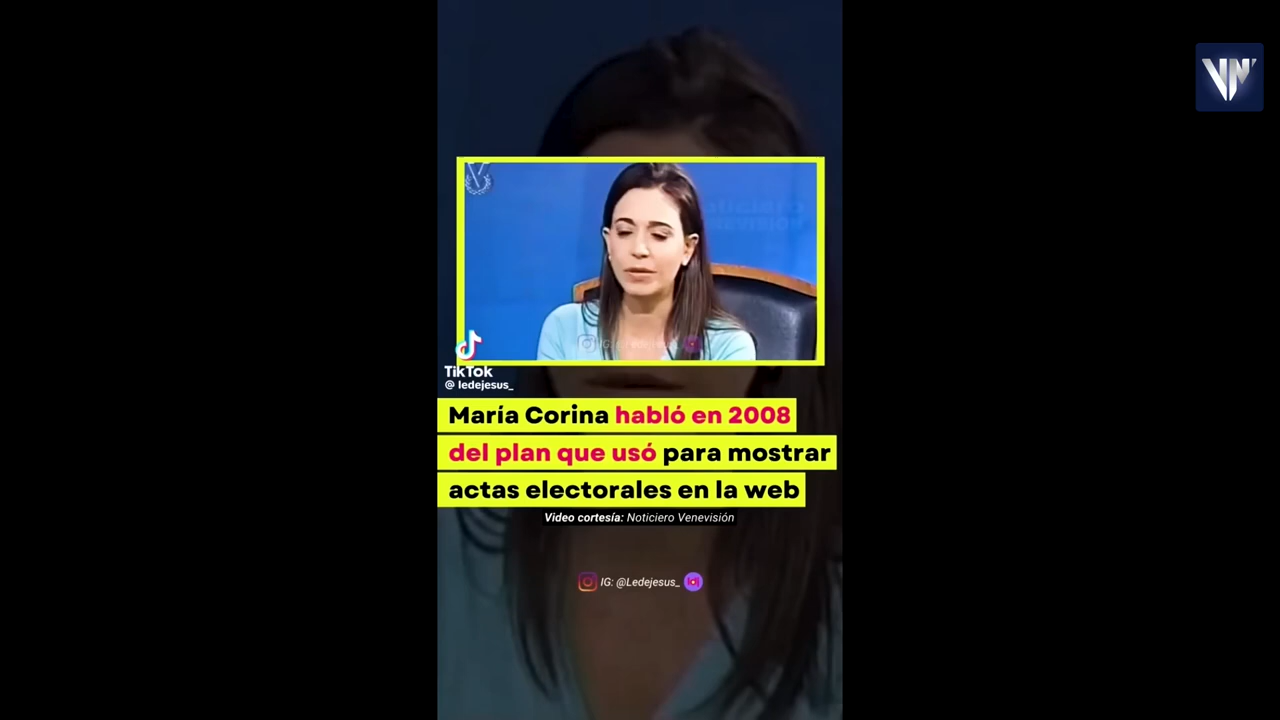 VN
TikTok
@ ledejesus_
María Corina habló en 2008
del plan que usó para mostrar
actas electorales en la web
Video cortesía: Noticiero Venevisión
IG: @Ledejesus_